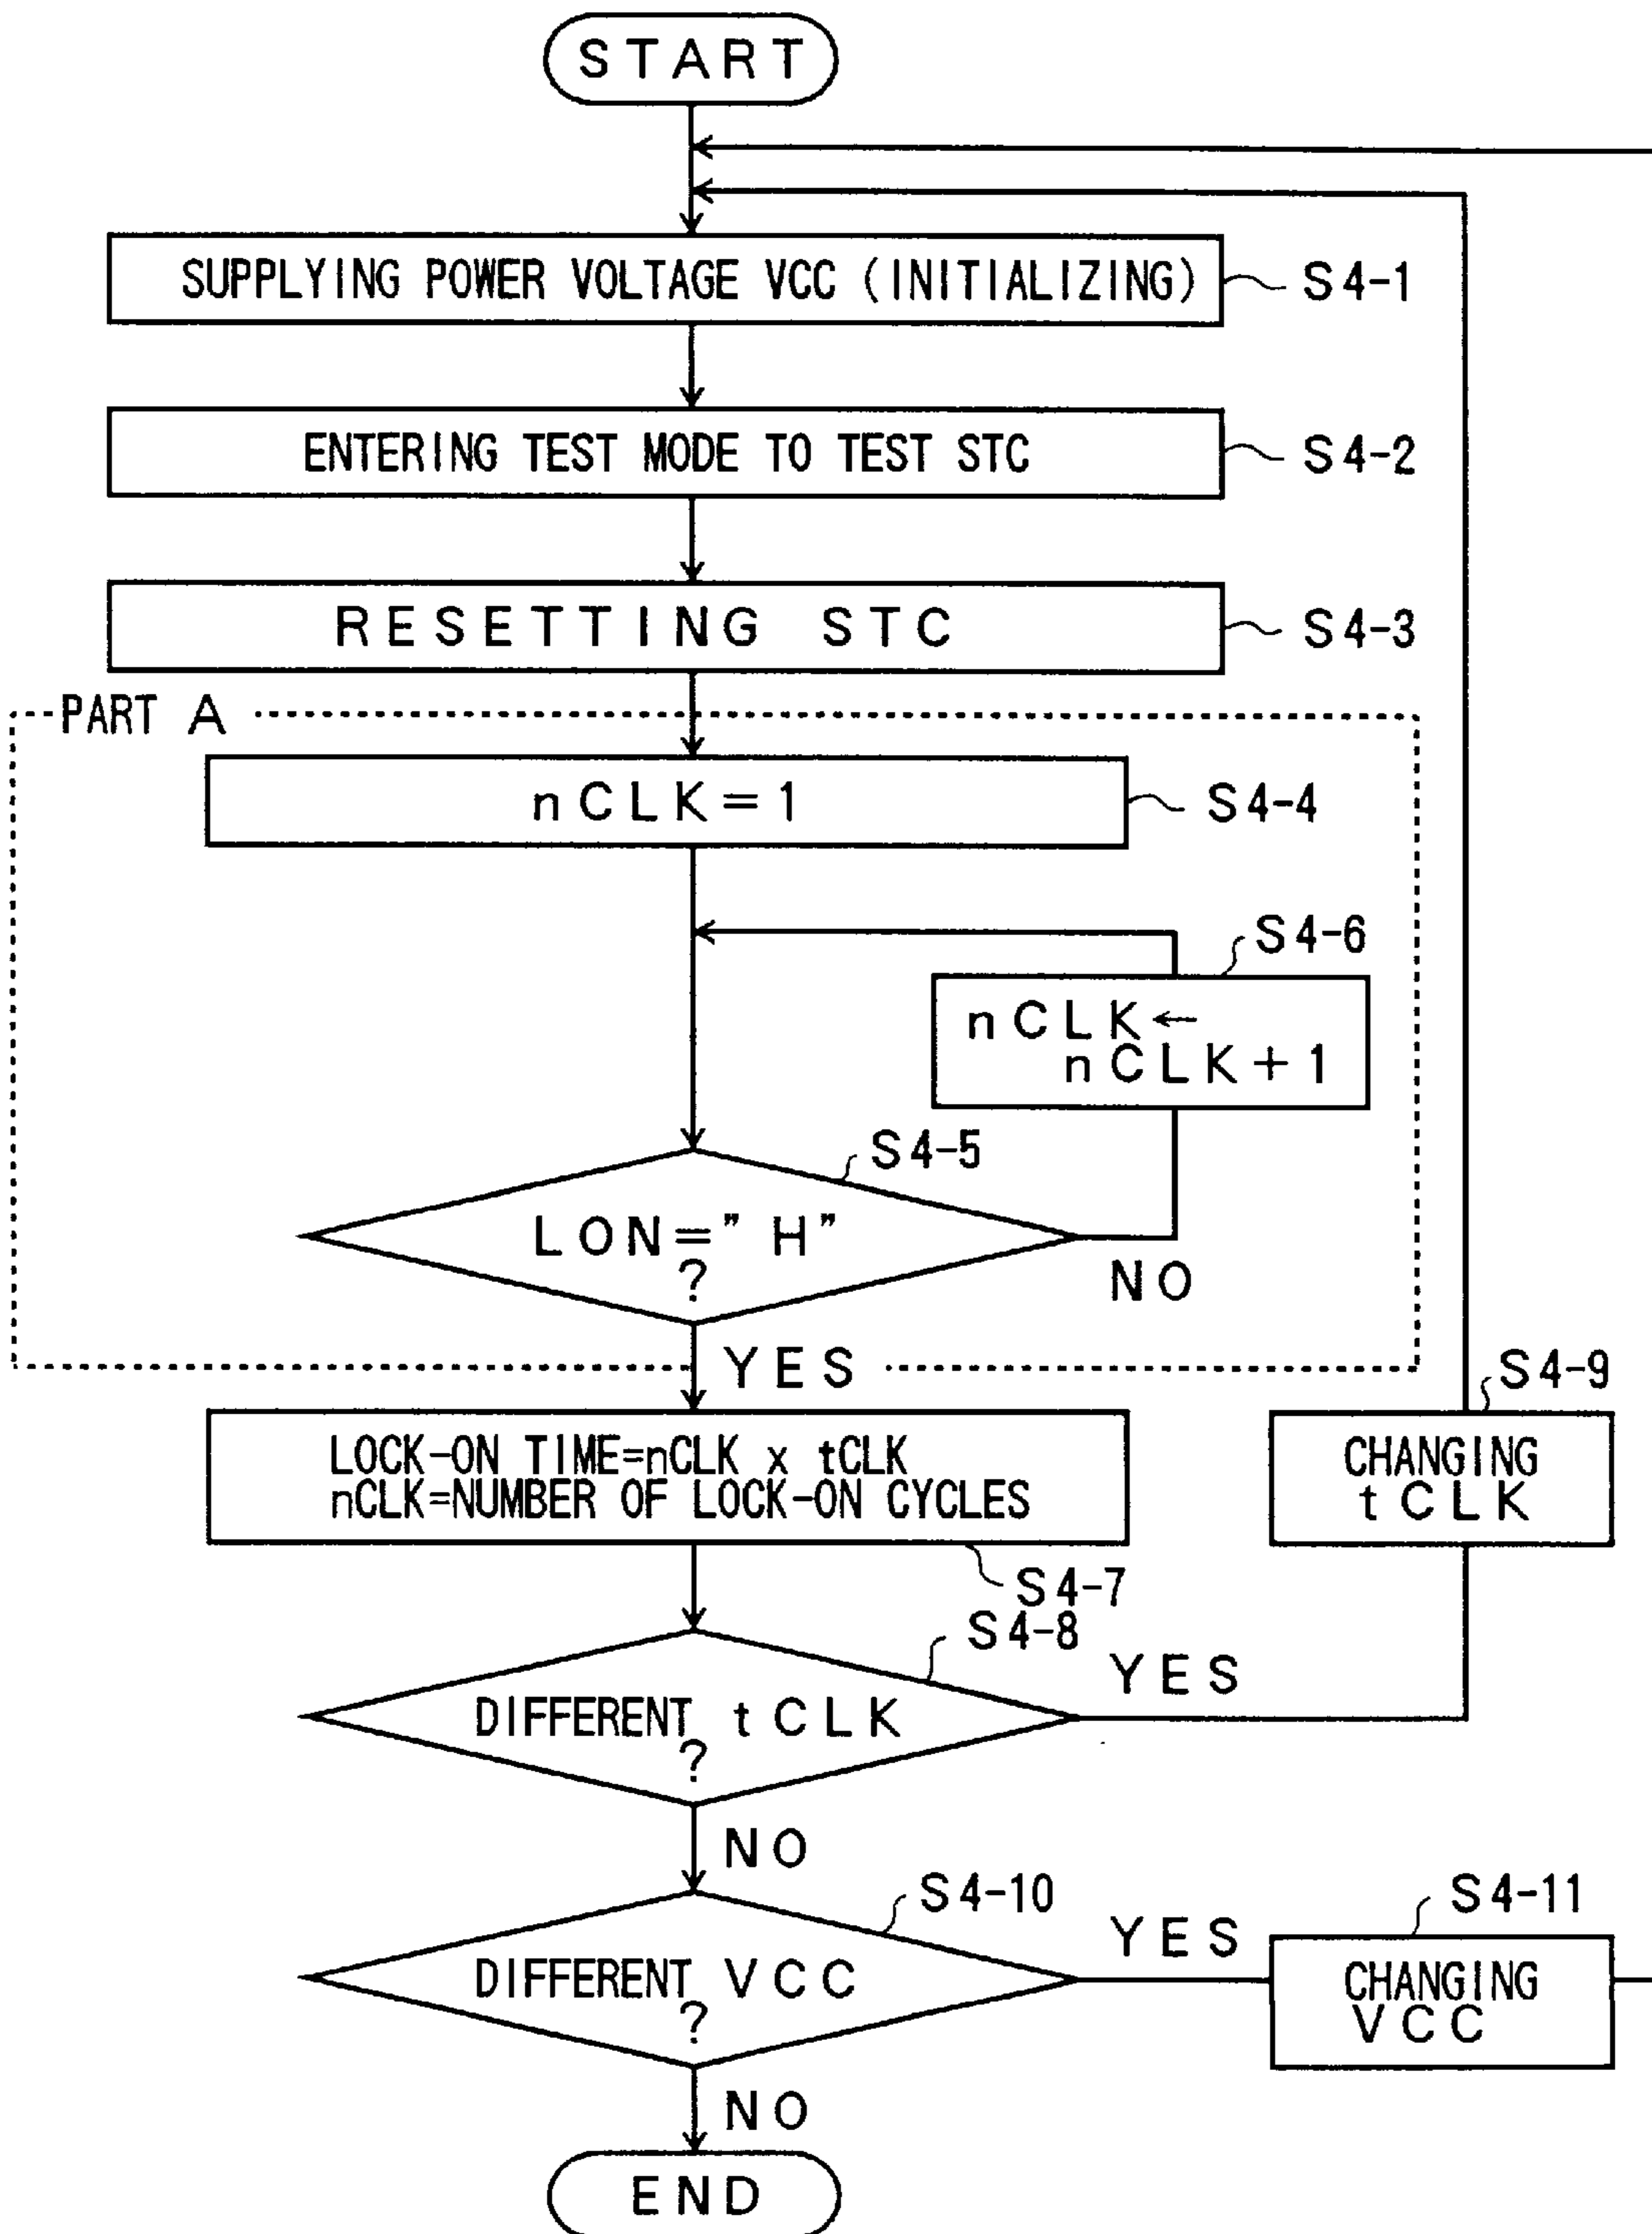 START
SUPPLYING POWER VOLTAGE VCC (INITIALIZING)
S4-1
ENTERING TEST MODE TO TEST STC
S4-2
RESETTING STC
S4-3
PART A
nCLK=1
S4-4
S4-6
nCLK←
nCLK+1
S4-5
LON="H"
?
NO
YES
LOCK-ON TIME=nCLK x tCLK
nCLK=NUMBER OF LOCK-ON CYCLES
S4-7
S4-9
CHANGING
tCLK
S4-8
DIFFERENT tCLK
?
YES
NO
S4-10
DIFFERENT VCC
?
YES
S4-11
CHANGING
VCC
NO
END